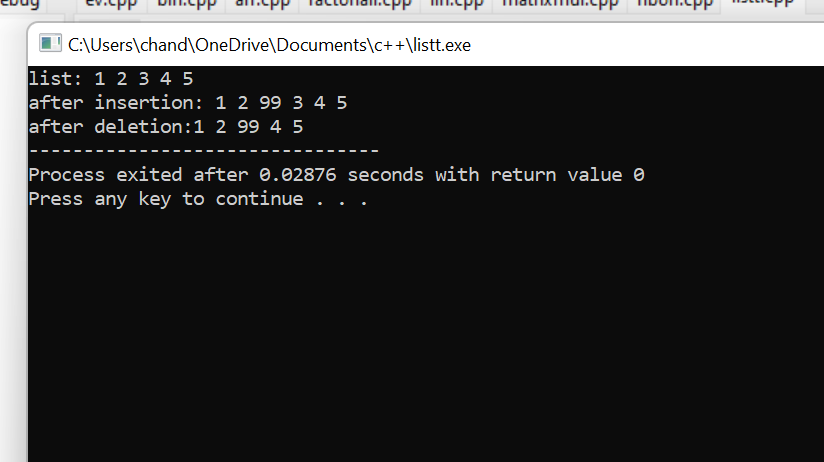 ebug ev.cpp bin.cpp arr.cpp factorial.cpp lin.cpp matrixmul.cpp fibon.cpp listt.cpp
C:\Users\chand\OneDrive\Documents\c++\listt.exe
list: 1 2 3 4 5
after insertion: 1 2 99 3 4 5
after deletion:1 2 99 4 5
--------------------------------
Process exited after 0.02876 seconds with return value 0
Press any key to continue . . .